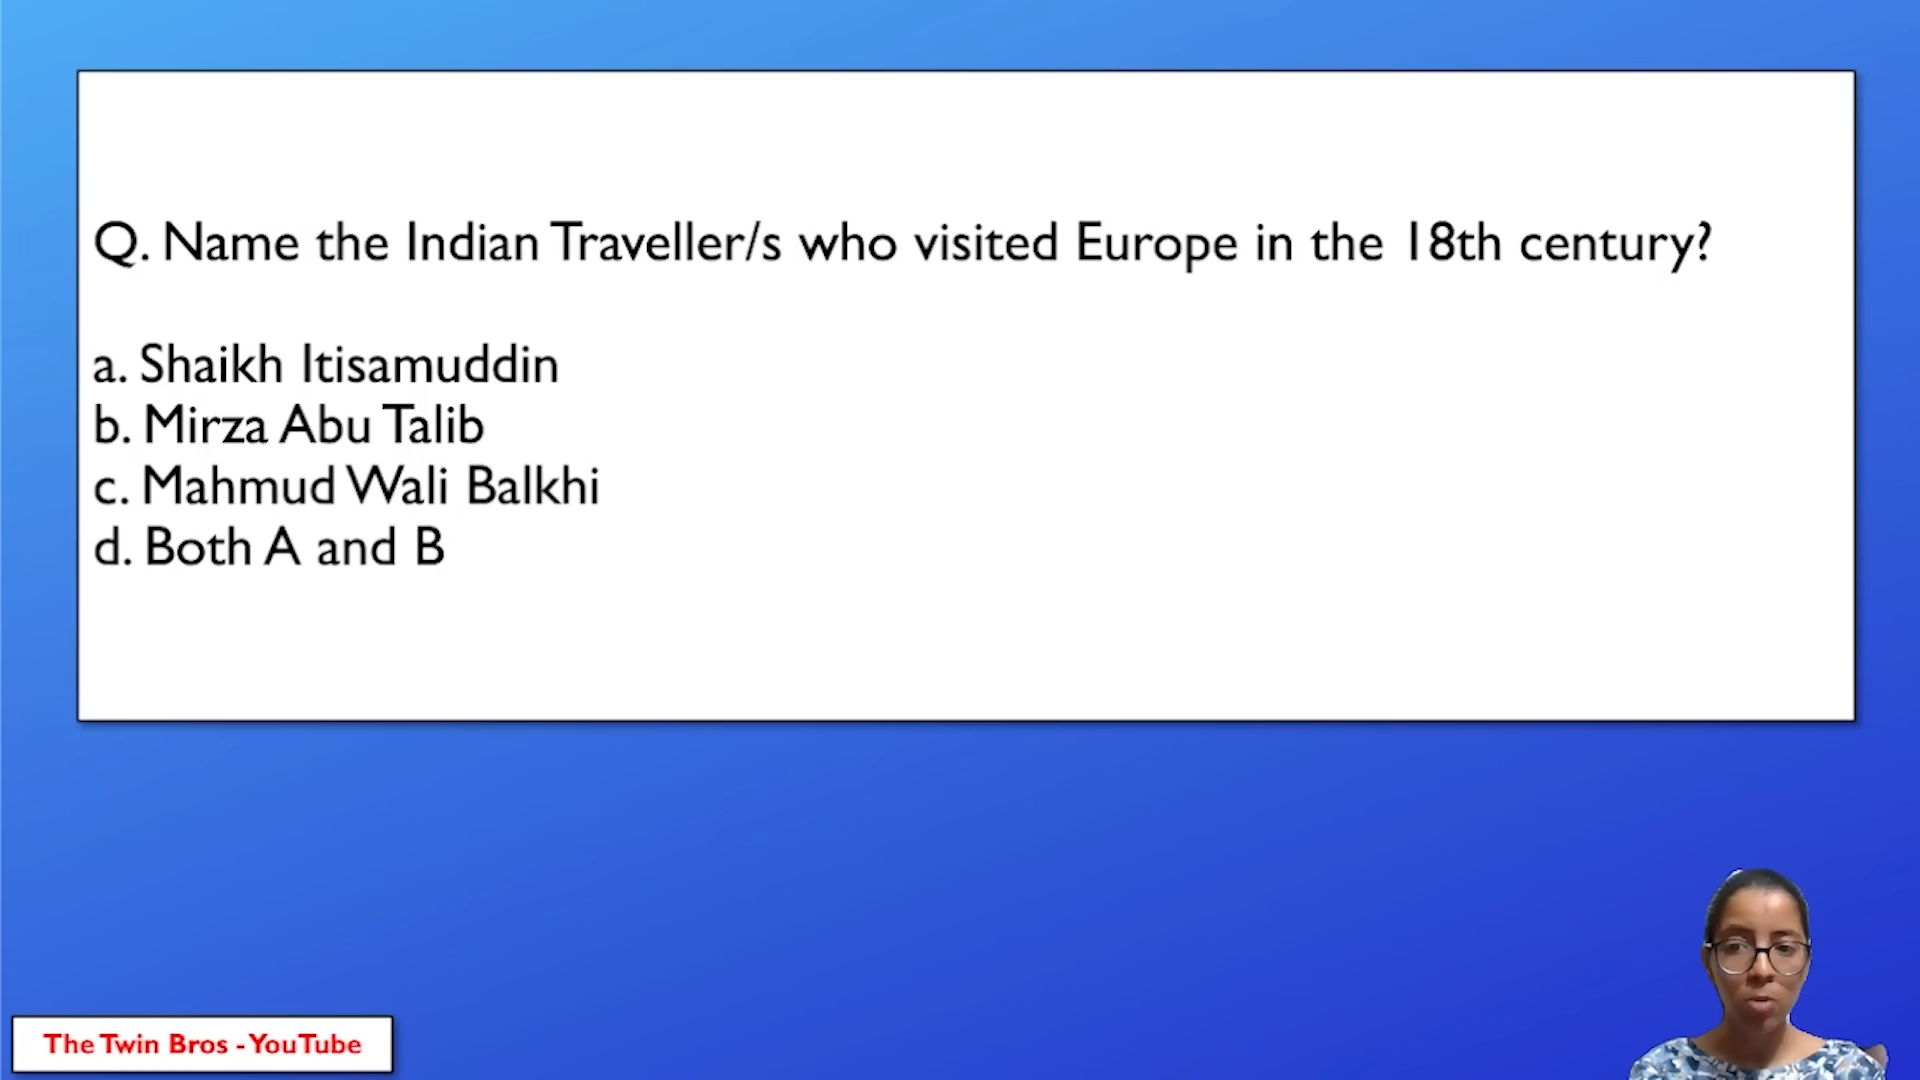 Q. Name the Indian Traveller/s who visited Europe in the 18th century?
a. Shaikh Itisamuddin
b. Mirza Abu Talib
c. Mahmud Wali Balkhi
d. Both A and B
The Twin Bros - YouTube